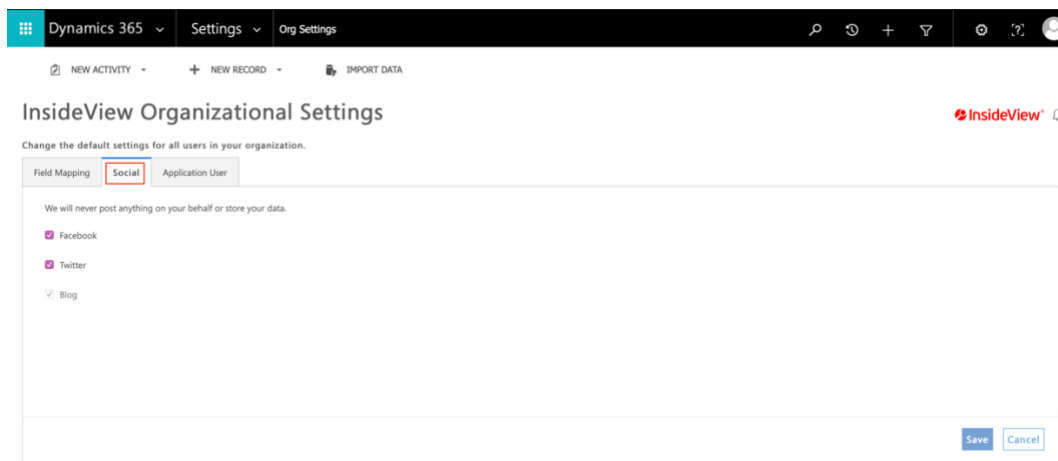 Dynamics 365 Settings Org Settings
NEW ACTIVITY NEW RECORD IMPORT DATA
InsideView Organizational Settings
InsideView
Change the default settings for all users in your organization.
Field Mapping Social Application User
We will never post anything on your behalf or store your data.
Facebook
Twitter
Blog
Save Cancel